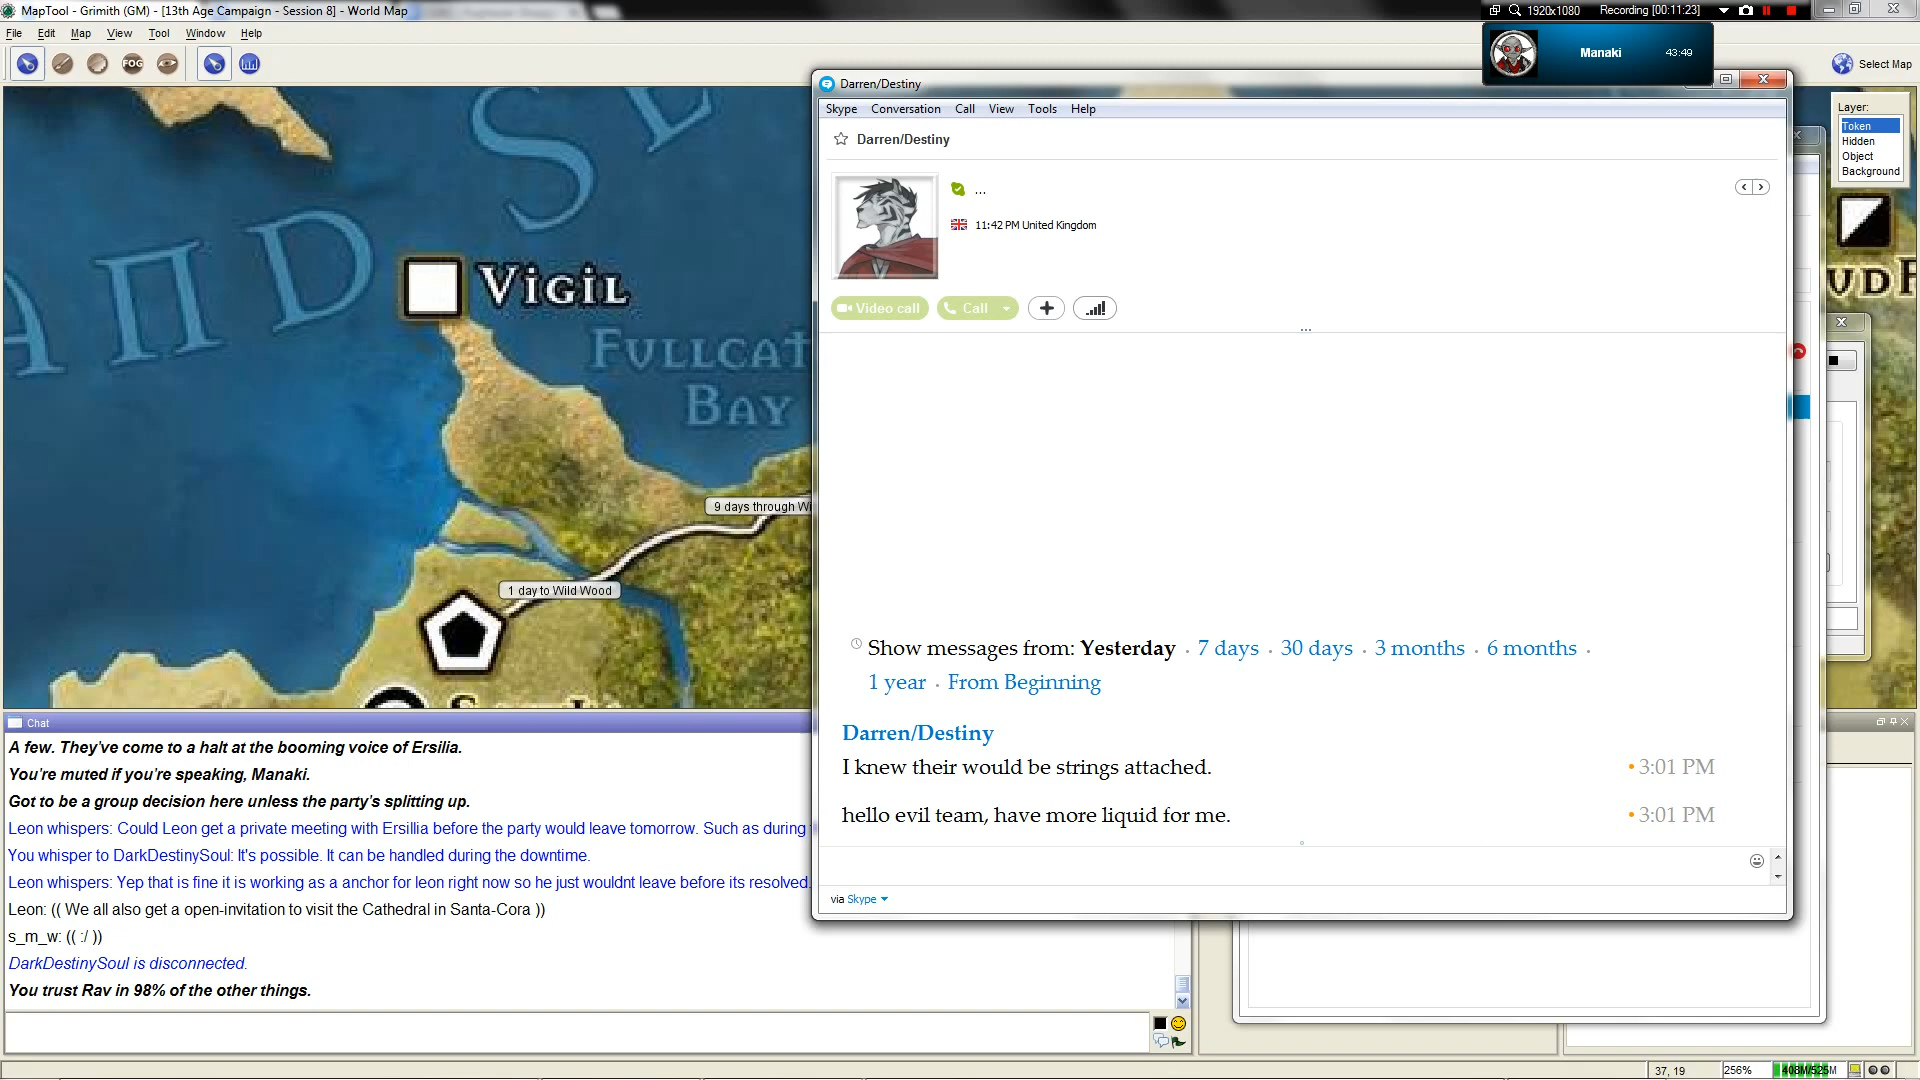 MapTool - Grimith (GM) - [13th Age Campaign - Session 8] - World Map
1920x1080 Recording [00:11:23]
File Edit Map View Tool Window Help
Manaki 43:49
FOG
Select Map
Darren/Destiny
Skype Conversation Call View Tools Help
Darren/Destiny
...
11:42 PM United Kingdom
Video call Call
Layer:
Token
Hidden
Object
Background
VIGIL
FULLCAT
BAY
9 days through Wi
1 day to Wild Wood
Show messages from: Yesterday · 7 days · 30 days · 3 months · 6 months ·
1 year · From Beginning
Darren/Destiny
I knew their would be strings attached. 3:01 PM
hello evil team, have more liquid for me. 3:01 PM
via Skype
Chat
A few. They've come to a halt at the booming voice of Ersilia.
You're muted if you're speaking, Manaki.
Got to be a group decision here unless the party's splitting up.
Leon whispers: Could Leon get a private meeting with Ersillia before the party would leave tomorrow. Such as during
You whisper to DarkDestinySoul: It's possible. It can be handled during the downtime.
Leon whispers: Yep that is fine it is working as a anchor for leon right now so he just wouldnt leave before its resolved.
Leon: (( We all also get a open-invitation to visit the Cathedral in Santa-Cora ))
s_m_w: (( :/ ))
DarkDestinySoul is disconnected.
You trust Rav in 98% of the other things.
37, 19 256% 408M/525M